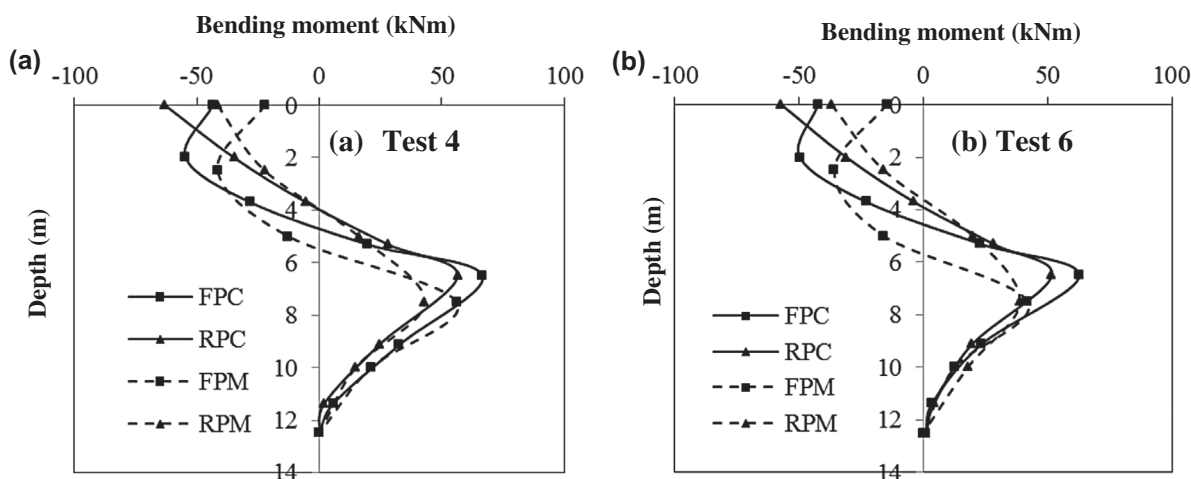 Bending moment (kNm)
(a)
-100 -50 0 50 100
0
2
4
6
8
10
12
14
Depth (m)
(a) Test 4
FPC
RPC
FPM
RPM
Bending moment (kNm)
(b)
-100 -50 0 50 100
0
2
4
6
8
10
12
14
Depth (m)
(b) Test 6
FPC
RPC
FPM
RPM